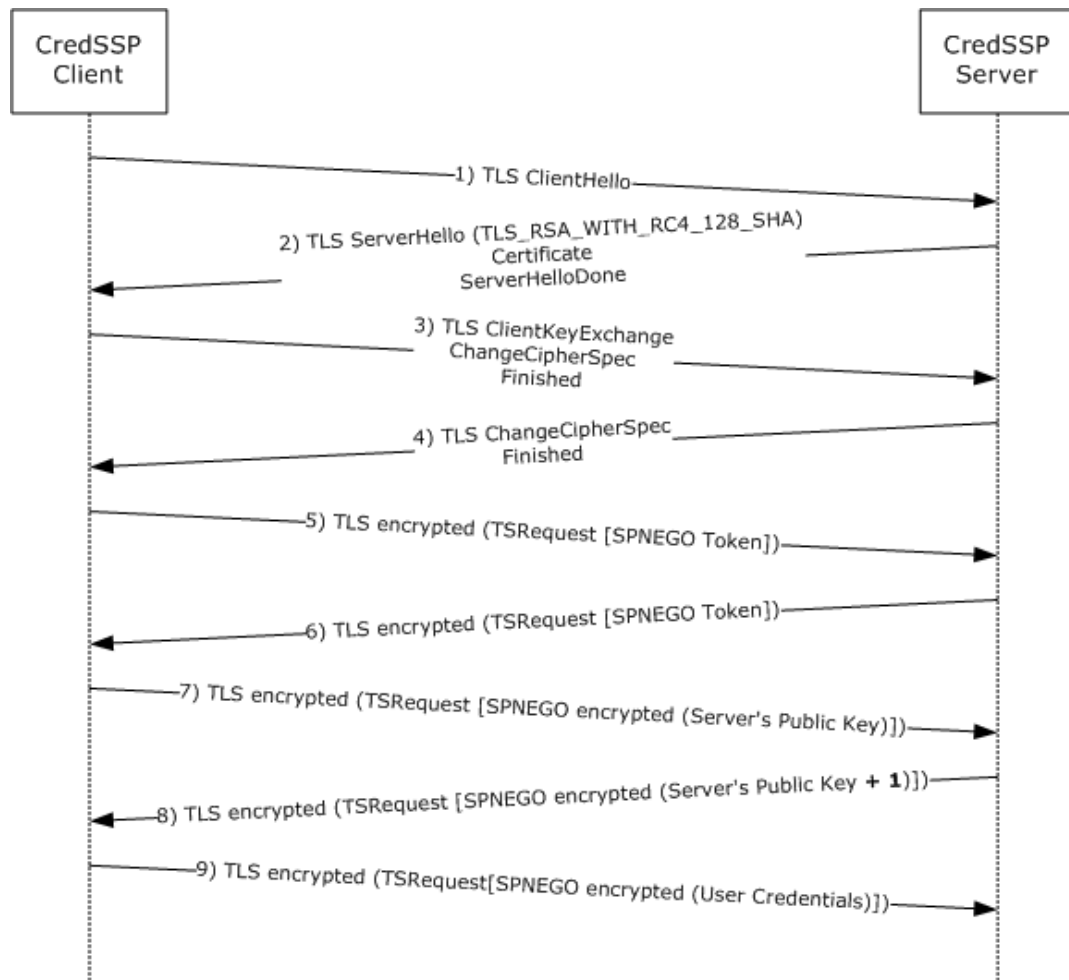 CredSSP
Client
CredSSP
Server
1) TLS ClientHello
2) TLS ServerHello (TLS_RSA_WITH_RC4_128_SHA)
Certificate
ServerHelloDone
3) TLS ClientKeyExchange
ChangeCipherSpec
Finished
4) TLS ChangeCipherSpec
Finished
5) TLS encrypted (TSRequest [SPNEGO Token])
6) TLS encrypted (TSRequest [SPNEGO Token])
7) TLS encrypted (TSRequest [SPNEGO encrypted (Server's Public Key)])
8) TLS encrypted (TSRequest [SPNEGO encrypted (Server's Public Key + 1)])
9) TLS encrypted (TSRequest[SPNEGO encrypted (User Credentials)])